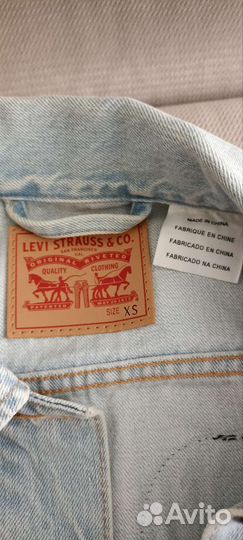 MADE IN CHINA
FABRIQUE EN CHINE
FABRICADO EN CHINA
FABRICADO NA CHINA
LEVI STRAUSS & CO.
SAN FRANCISCO
CAL.
ORIGINAL RIVETED
QUALITY CLOTHING
SIZE XS
Avito